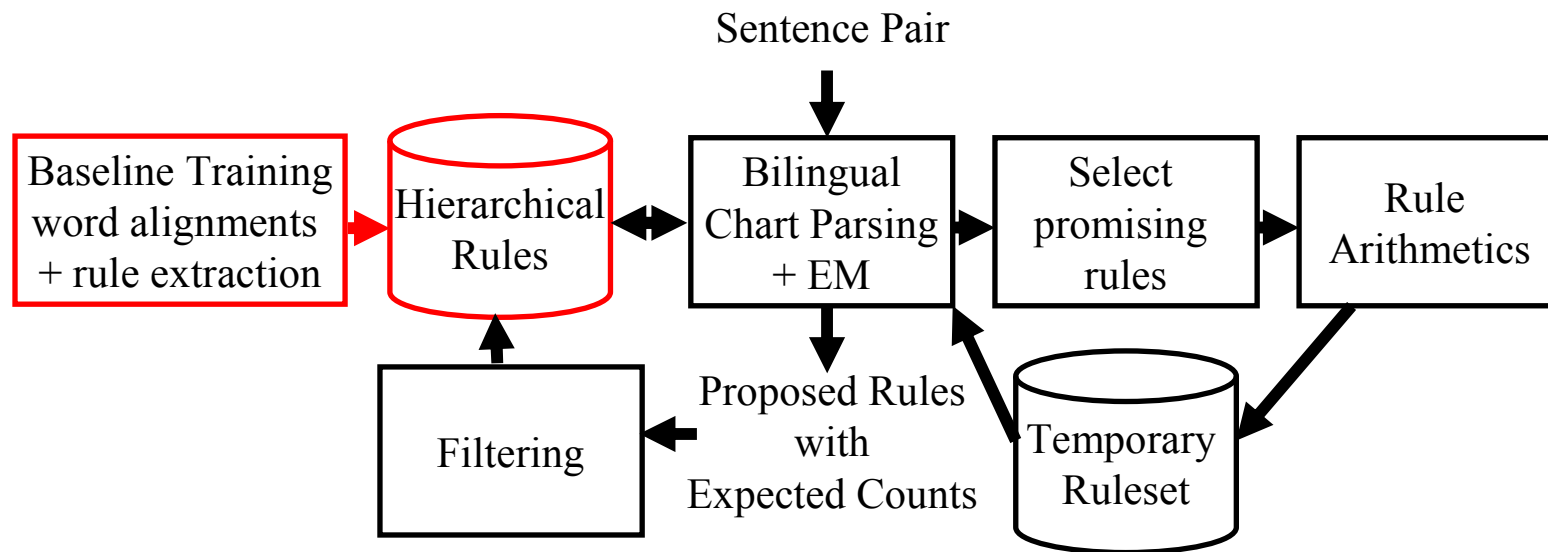 Sentence Pair
Baseline Training
word alignments
+ rule extraction
Hierarchical
Rules
Bilingual
Chart Parsing
+ EM
Select
promising
rules
Rule
Arithmetics
Filtering
Proposed Rules
with
Expected Counts
Temporary
Ruleset